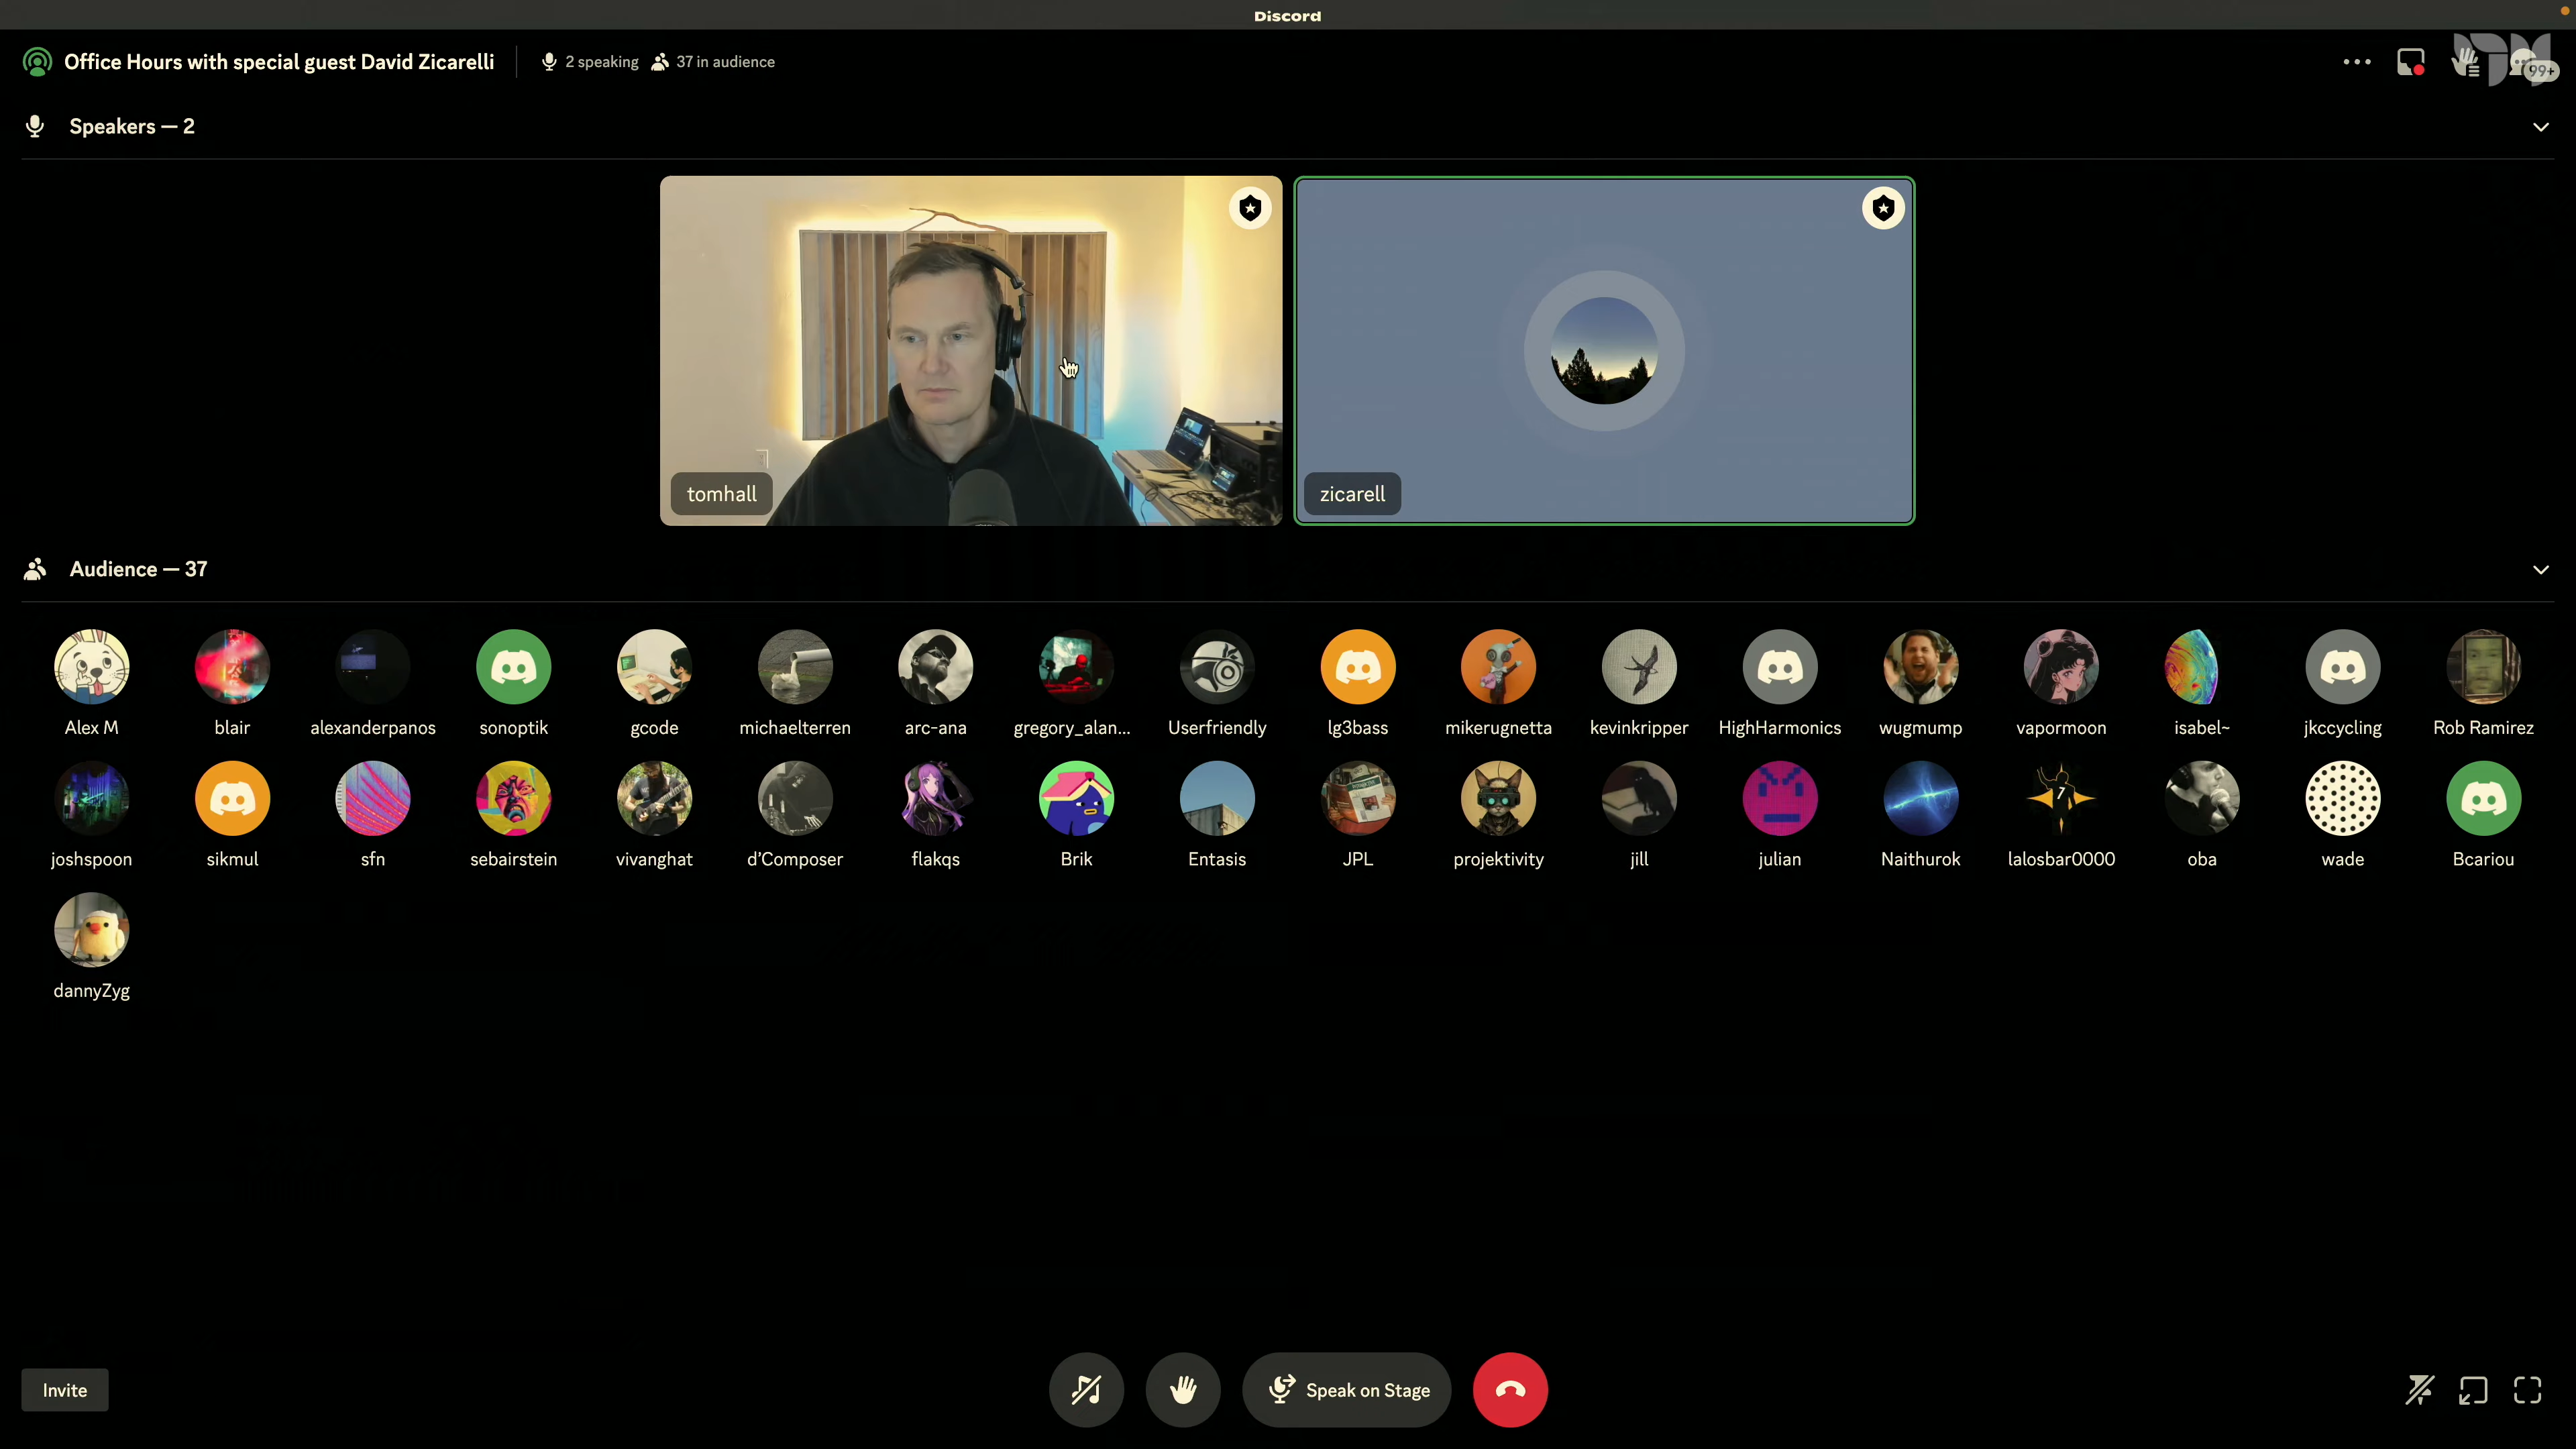 Discord
Office Hours with special guest David Zicarelli
2 speaking
37 in audience
99+
Speakers — 2
tomhall
zicarell
Audience — 37
Alex M
blair
alexanderpanos
sonoptik
gcode
michaelterren
arc-ana
gregory_alan...
Userfriendly
lg3bass
mikerugnetta
kevinkripper
HighHarmonics
wugmump
vapormoon
isabel~
jkccycling
Rob Ramirez
joshspoon
sikmul
sfn
sebairstein
vivanghat
d'Composer
flakqs
Brik
Entasis
JPL
projektivity
jill
julian
Naithurok
lalosbar0000
oba
wade
Bcariou
dannyZyg
Invite
Speak on Stage